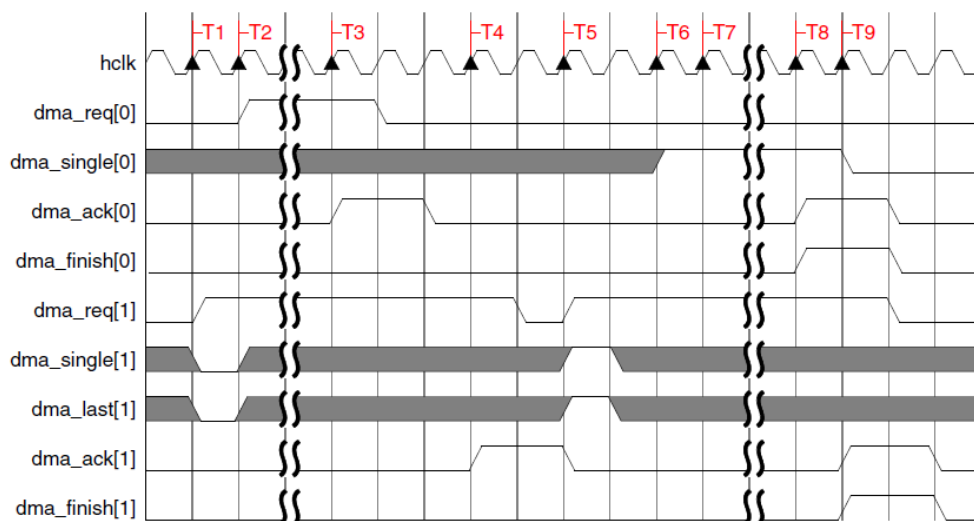 T1 T2 T3 T4 T5 T6 T7 T8 T9
hclk
dma_req[0]
dma_single[0]
dma_ack[0]
dma_finish[0]
dma_req[1]
dma_single[1]
dma_last[1]
dma_ack[1]
dma_finish[1]